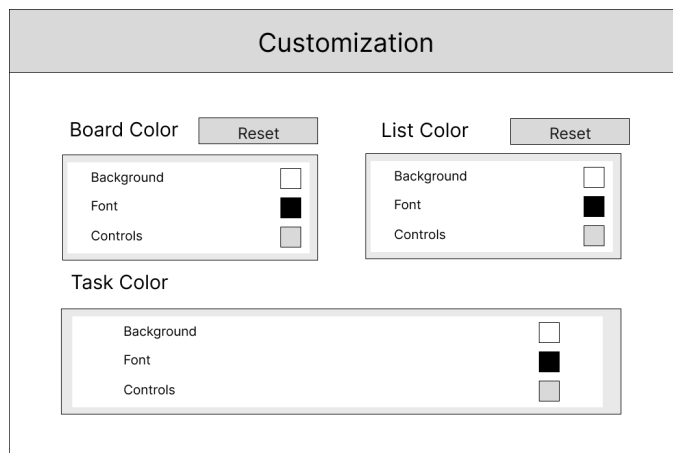 Customization
Board Color
Reset
Background
Font
Controls
List Color
Reset
Background
Font
Controls
Task Color
Background
Font
Controls